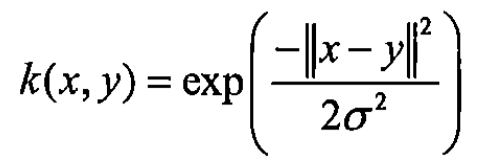 k(x, y) = exp(-‖x - y‖² / 2σ²)